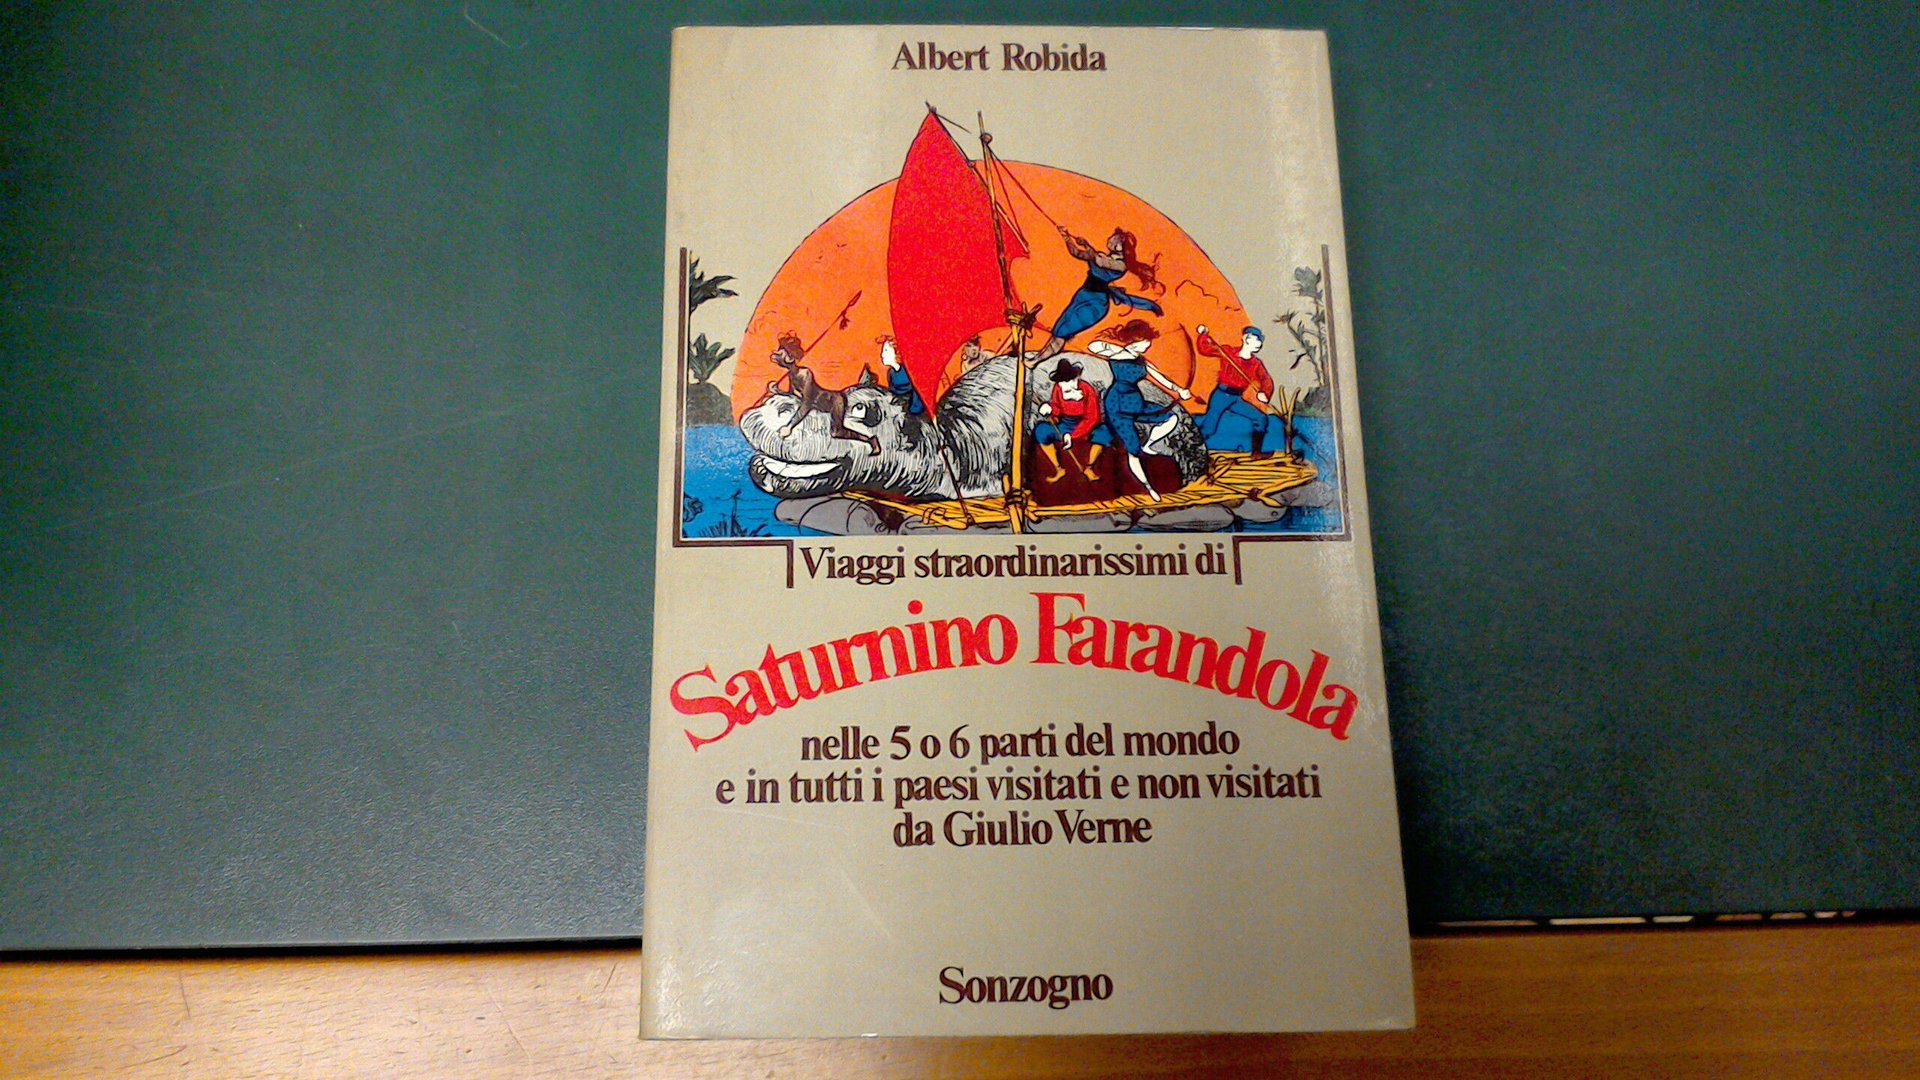 Albert Robida
Viaggi straordinarissimi di
Saturnino Farandola
nelle 5 o 6 parti del mondo
e in tutti i paesi visitati e non visitati
da Giulio Verne
Sonzogno